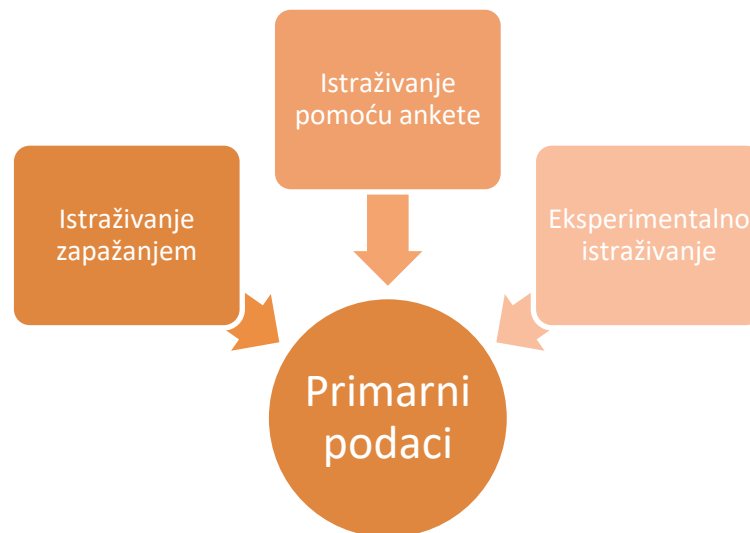 Istraživanje
pomoću ankete
Istraživanje
zapažanjem
Eksperimentalno
istraživanje
Primarni
podaci